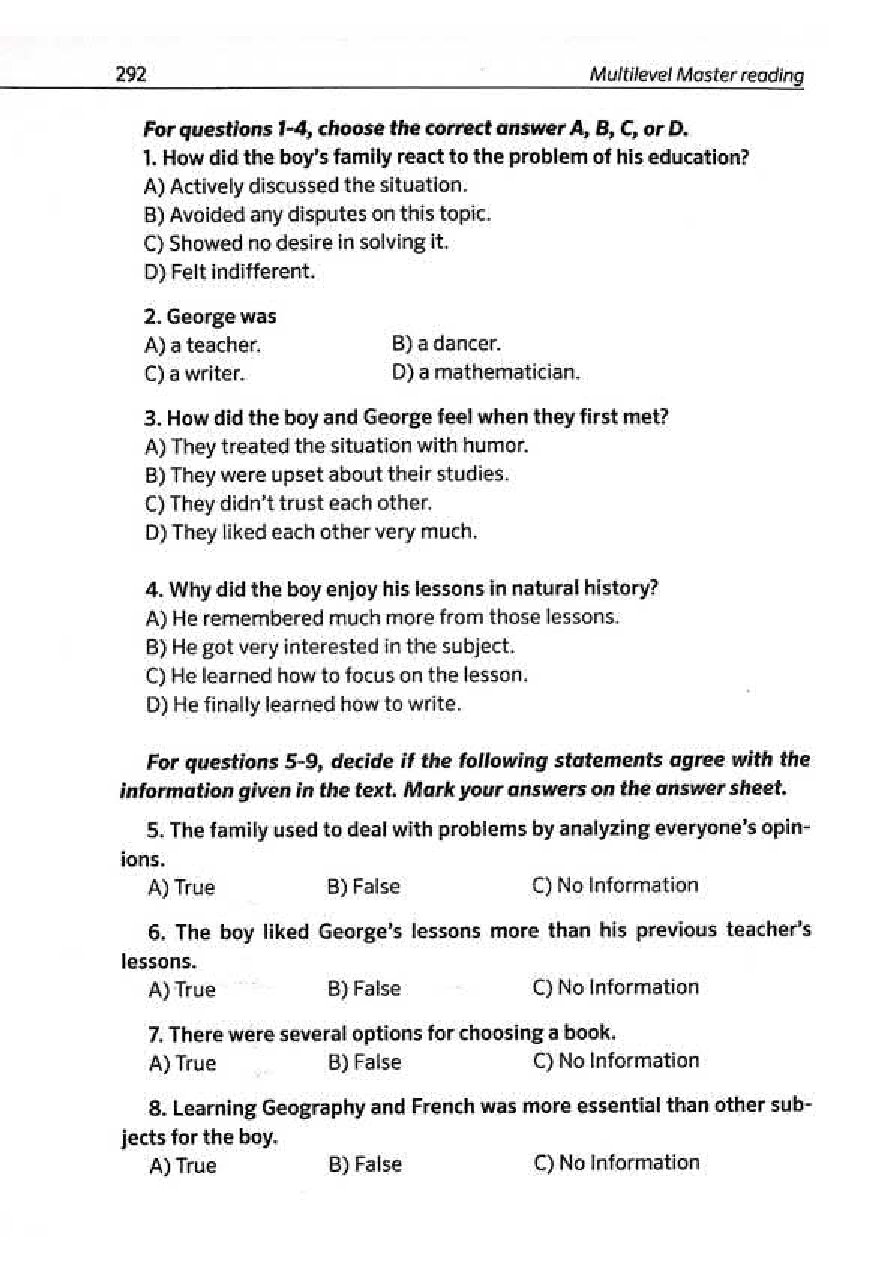 292
Multilevel Master reading
For questions 1-4, choose the correct answer A, B, C, or D.
1. How did the boy's family react to the problem of his education?
A) Actively discussed the situation.
B) Avoided any disputes on this topic.
C) Showed no desire in solving it.
D) Felt indifferent.
2. George was
A) a teacher. B) a dancer.
C) a writer. D) a mathematician.
3. How did the boy and George feel when they first met?
A) They treated the situation with humor.
B) They were upset about their studies.
C) They didn't trust each other.
D) They liked each other very much.
4. Why did the boy enjoy his lessons in natural history?
A) He remembered much more from those lessons.
B) He got very interested in the subject.
C) He learned how to focus on the lesson.
D) He finally learned how to write.
For questions 5-9, decide if the following statements agree with the
information given in the text. Mark your answers on the answer sheet.
5. The family used to deal with problems by analyzing everyone's opin-
ions.
A) True B) False C) No Information
6. The boy liked George's lessons more than his previous teacher's
lessons.
A) True B) False C) No Information
7. There were several options for choosing a book.
A) True B) False C) No Information
8. Learning Geography and French was more essential than other sub-
jects for the boy.
A) True B) False C) No Information